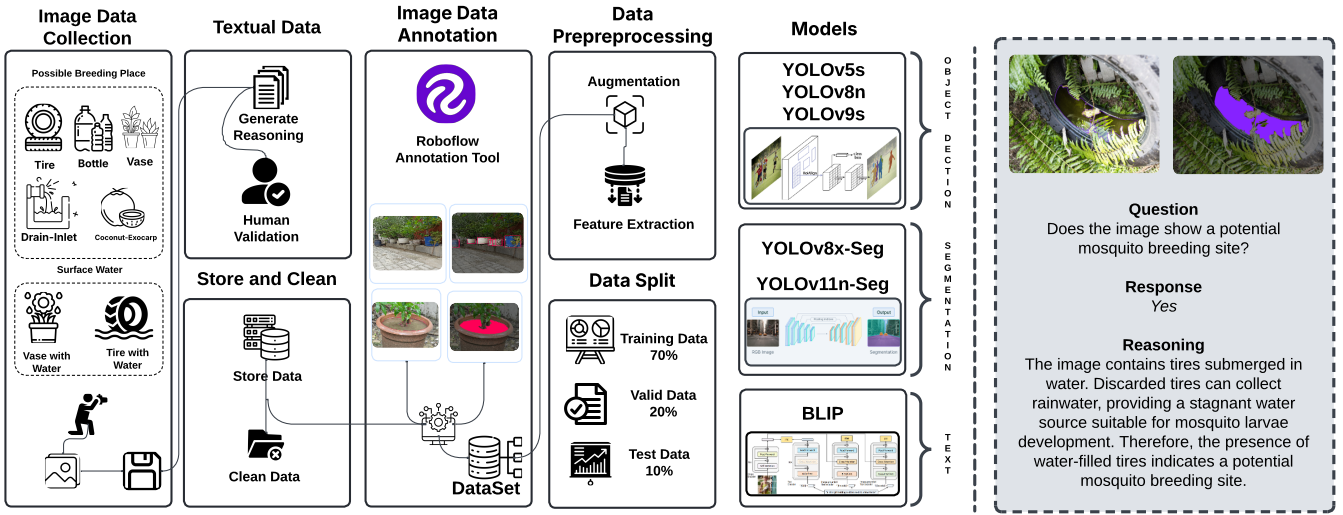 Image Data
Collection
Possible Breeding Place
Tire
Bottle
Vase
Drain-Inlet
Coconut-Exocarp
Surface Water
Vase with
Water
Tire with
Water
Textual Data
Generate
Reasoning
Human
Validation
Store and Clean
Store Data
Clean Data
Image Data
Annotation
Roboflow
Annotation Tool
DataSet
Data
Prepreprocessing
Augmentation
Feature Extraction
Data Split
Training Data
70%
Valid Data
20%
Test Data
10%
Models
YOLOv5s
YOLOv8n
YOLOv9s
OBJECT DECTION
YOLOv8x-Seg
YOLOv11n-Seg
Input
Output
RGB Image
Segmentation
SEGMENTATION
BLIP
TEXT
Question
Does the image show a potential
mosquito breeding site?
Response
Yes
Reasoning
The image contains tires submerged in
water. Discarded tires can collect
rainwater, providing a stagnant water
source suitable for mosquito larvae
development. Therefore, the presence of
water-filled tires indicates a potential
mosquito breeding site.